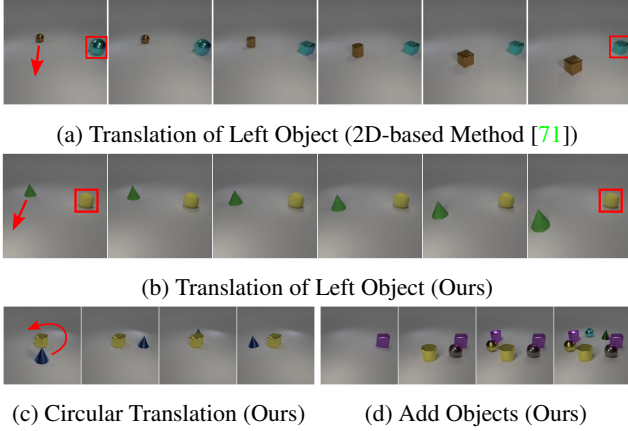 (a) Translation of Left Object (2D-based Method [71])
(b) Translation of Left Object (Ours)
(c) Circular Translation (Ours)
(d) Add Objects (Ours)